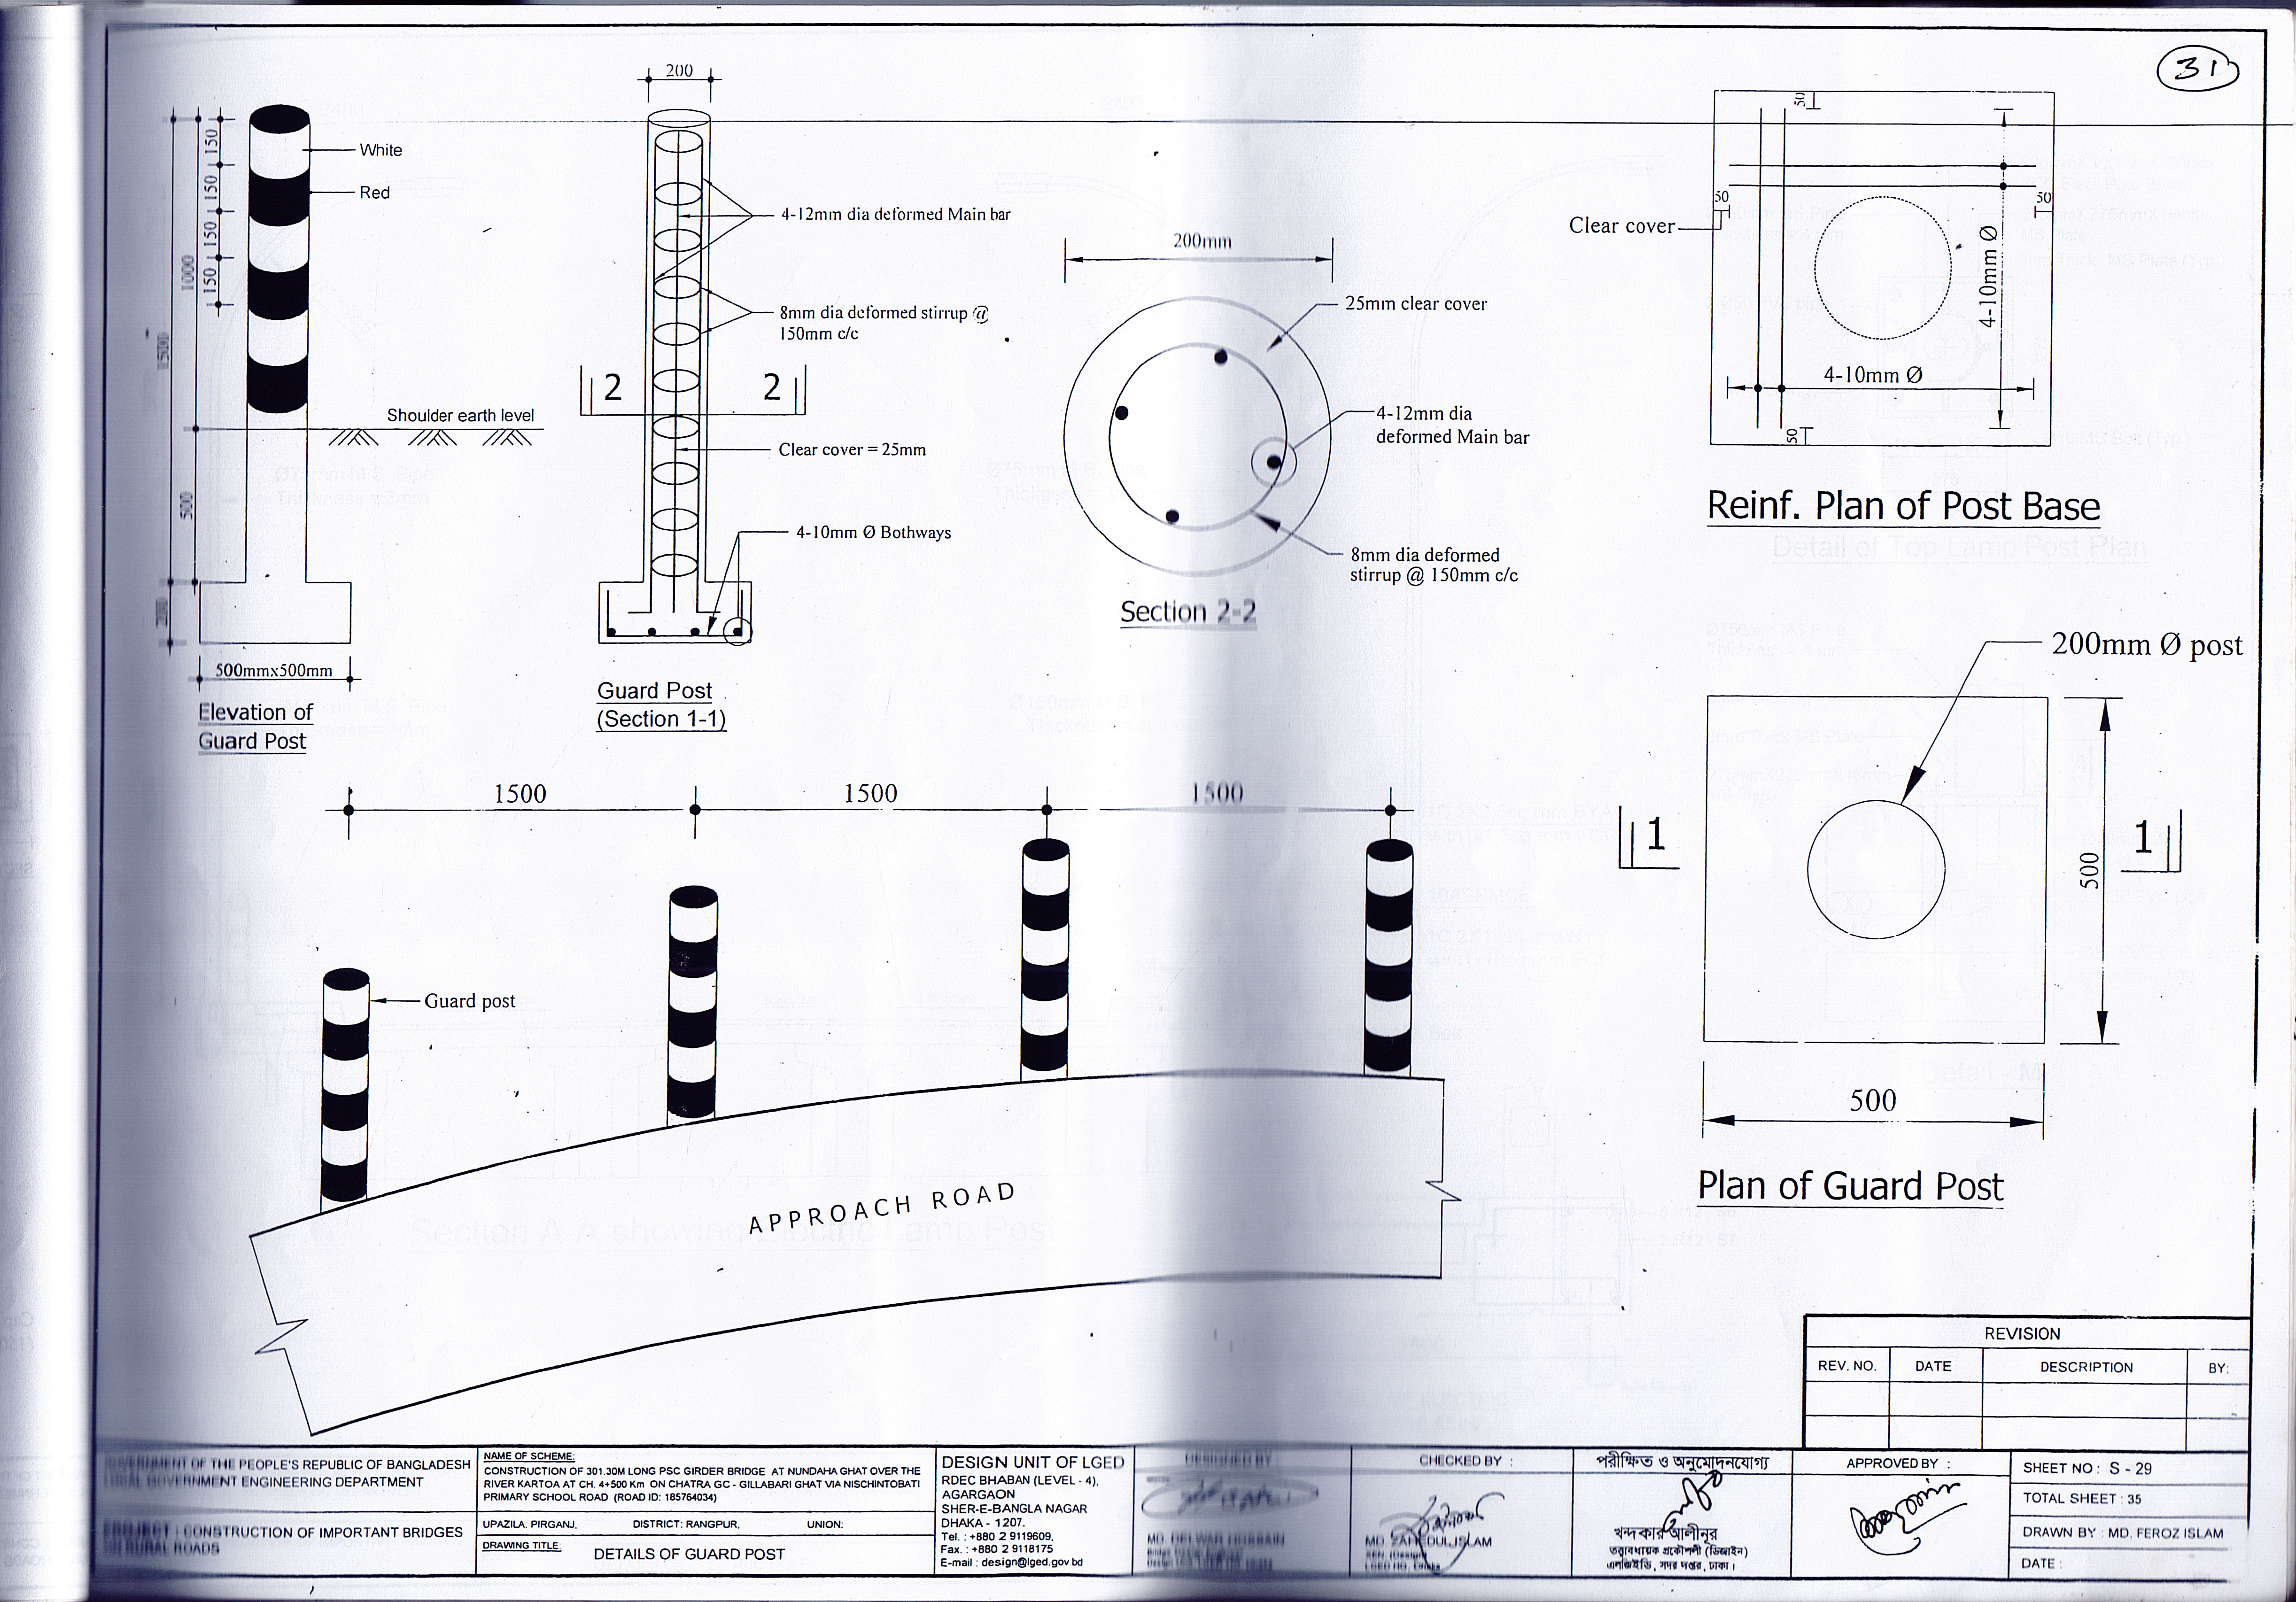 31
200
150
150
150
150
1000
1500
500
200
White
Red
Shoulder earth level
500mmx500mm
Elevation of
Guard Post
4-12mm dia deformed Main bar
8mm dia deformed stirrup @
150mm c/c
2 2
Clear cover = 25mm
4-10mm Ø Bothways
Guard Post
(Section 1-1)
200mm
25mm clear cover
4-12mm dia
deformed Main bar
8mm dia deformed
stirrup @ 150mm c/c
Section 2-2
50
50
50
50
Clear cover
4-10mm Ø
4-10mm Ø
Reinf. Plan of Post Base
200mm Ø post
1 1
500
500
Plan of Guard Post
1500 1500 1500
Guard post
APPROACH ROAD
REVISION
REV. NO. DATE DESCRIPTION BY:
GOVERNMENT OF THE PEOPLE'S REPUBLIC OF BANGLADESH
LOCAL GOVERNMENT ENGINEERING DEPARTMENT
PROJECT : CONSTRUCTION OF IMPORTANT BRIDGES
ON RURAL ROADS
NAME OF SCHEME:
CONSTRUCTION OF 301.30M LONG PSC GIRDER BRIDGE AT NUNDAHA GHAT OVER THE
RIVER KARTOA AT CH. 4+500 Km ON CHATRA GC - GILLABARI GHAT VIA NISCHINTOBATI
PRIMARY SCHOOL ROAD (ROAD ID: 185764034)
UPAZILA: PIRGANJ, DISTRICT: RANGPUR, UNION:
DRAWING TITLE:
DETAILS OF GUARD POST
DESIGN UNIT OF LGED
RDEC BHABAN (LEVEL - 4),
AGARGAON
SHER-E-BANGLA NAGAR
DHAKA - 1207.
Tel. : +880 2 9119609,
Fax. : +880 2 9118175
E-mail : design@lged.gov bd
DESIGNED BY :
MD. DELWAR HOSSAIN
CHECKED BY :
MD. ZAHEDUL ISLAM
পরীক্ষিত ও অনুমোদনযোগ্য
খন্দকার আলীনূর
তত্ত্বাবধায়ক প্রকৌশলী (ডিজাইন)
এলজিইডি, সদর দপ্তর, ঢাকা।
APPROVED BY :
SHEET NO : S - 29
TOTAL SHEET : 35
DRAWN BY : MD. FEROZ ISLAM
DATE :